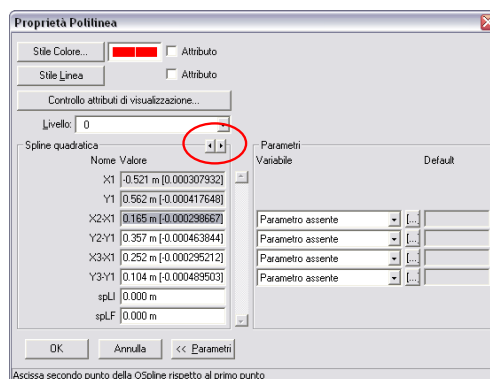 Proprietà Polilinea
Stile Colore... Attributo
Stile Linea Attributo
Controllo attributi di visualizzazione...
Livello: 0
Spline quadratica Parametri
Nome Valore Variabile Default
X1 -0.521 m [0.000307932]
Y1 0.562 m [-0.000417648]
X2-X1 0.165 m [-0.000298667] Parametro assente [...]
Y2-Y1 0.357 m [-0.000463844] Parametro assente [...]
X3-X1 0.252 m [-0.000295212] Parametro assente [...]
Y3-Y1 0.104 m [-0.000489503] Parametro assente [...]
spLI 0.000 m
spLF 0.000 m
OK Annulla << Parametri
Ascissa secondo punto della QSpline rispetto al primo punto